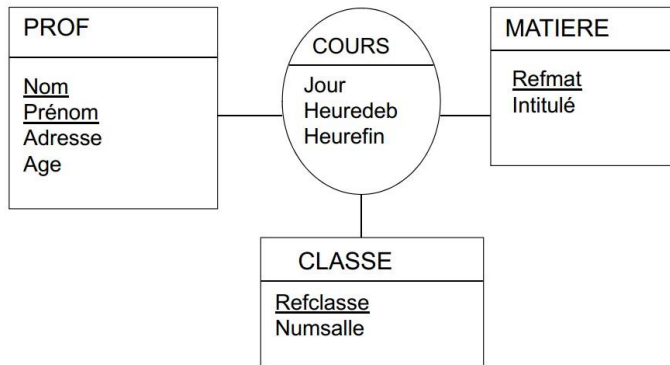 PROF
Nom
Prénom
Adresse
Age
COURS
Jour
Heuredeb
Heurefin
MATIERE
Refmat
Intitulé
CLASSE
Refclasse
Numsalle